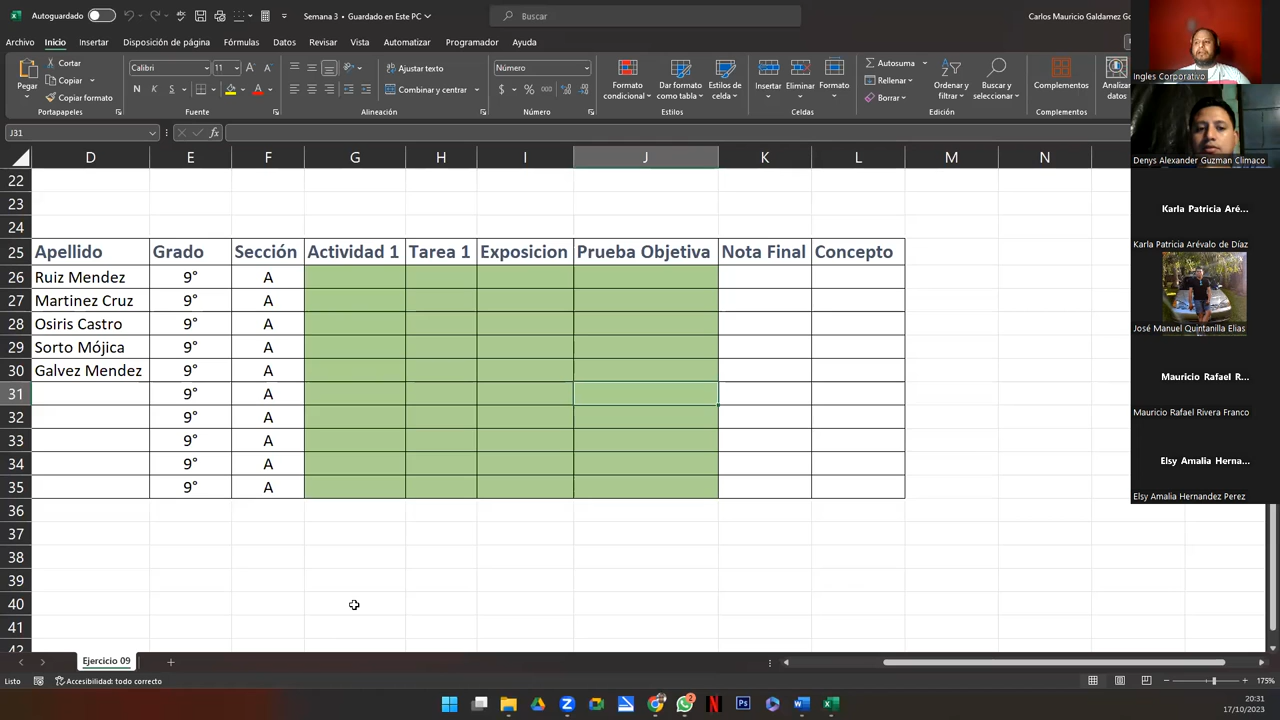 Autoguardado
Semana 3 • Guardado en Este PC
Buscar
Carlos Mauricio Galdamez Go
Archivo Inicio Insertar Disposición de página Fórmulas Datos Revisar Vista Automatizar Programador Ayuda
Pegar
Cortar
Copiar
Copiar formato
Portapapeles
Calibri 11
N K S
Fuente
Ajustar texto
Combinar y centrar
Alineación
Número
$ % 000
Número
Formato condicional
Dar formato como tabla
Estilos de celda
Estilos
Insertar Eliminar Formato
Celdas
Autosuma
Rellenar
Borrar
Ordenar y filtrar
Buscar y seleccionar
Edición
Complementos
Complementos
Analizar datos
J31
fx
D E F G H I J K L M N
22
23
24
25 Apellido Grado Sección Actividad 1 Tarea 1 Exposicion Prueba Objetiva Nota Final Concepto
26 Ruiz Mendez 9° A
27 Martinez Cruz 9° A
28 Osiris Castro 9° A
29 Sorto Mójica 9° A
30 Galvez Mendez 9° A
31 9° A
32 9° A
33 9° A
34 9° A
35 9° A
36
37
38
39
40
41
42
Ejercicio 09
Listo
Accesibilidad: todo correcto
175%
20:31
17/10/2023
Ingles Corporativo
Denys Alexander Guzman Climaco
Karla Patricia Aré...
Karla Patricia Arévalo de Díaz
José Manuel Quintanilla Elias
Mauricio Rafael R...
Mauricio Rafael Rivera Franco
Elsy Amalia Herna...
Elsy Amalia Hernandez Perez